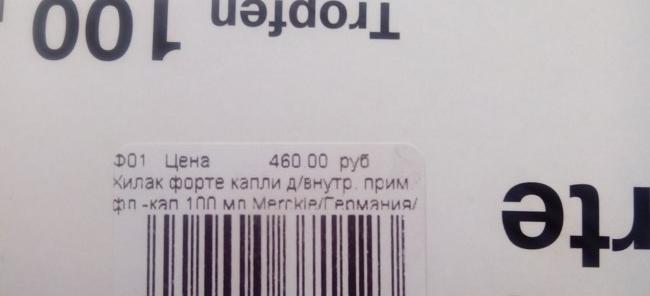 Tropfen 100
Ф01 Цена 460.00 руб
Хилак форте капли д/внутр. прим.
фл.-кап 100 мл Merckle/Германия/
rte